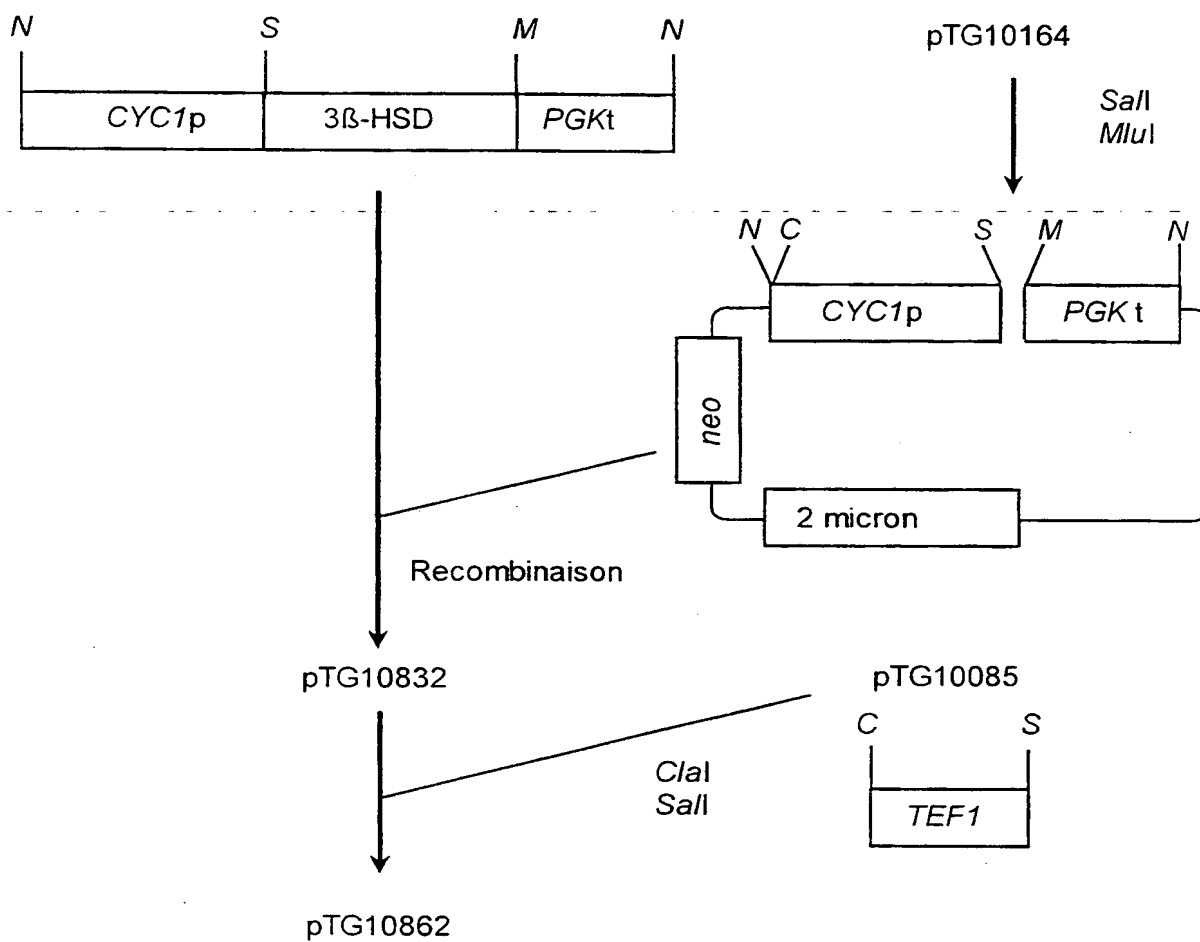 N S M N
CYC1p 3ß-HSD PGKt
pTG10164
SalI
MluI
N C S M N
CYC1p PGK t
neo
2 micron
Recombinaison
pTG10832
pTG10085
C S
ClaI
SalI
TEF1
pTG10862